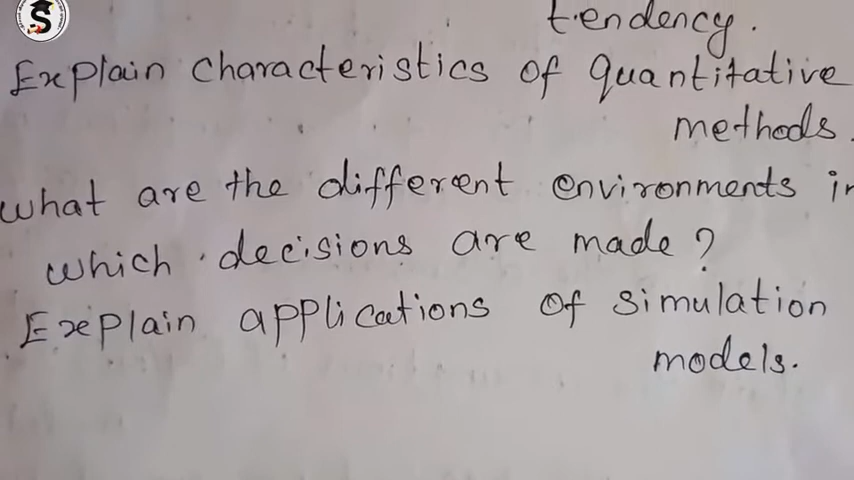 tendency.
Explain characteristics of quantitative
methods.
what are the different environments in
which decisions are made?
Explain applications of simulation
models.